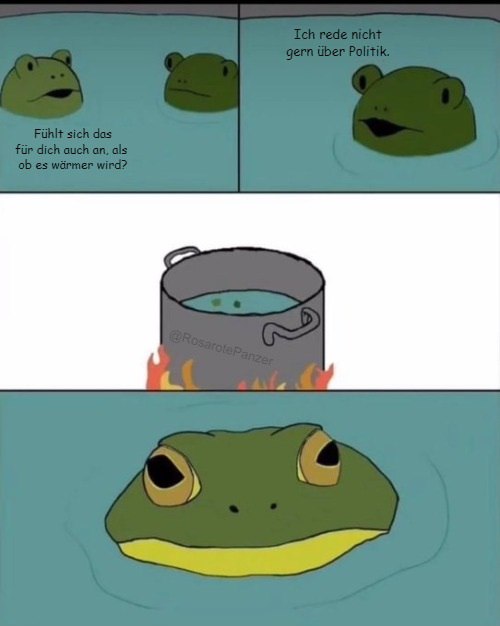 Fühlt sich das
für dich auch an, als
ob es wärmer wird?
Ich rede nicht
gern über Politik.
@RosarotePanzer